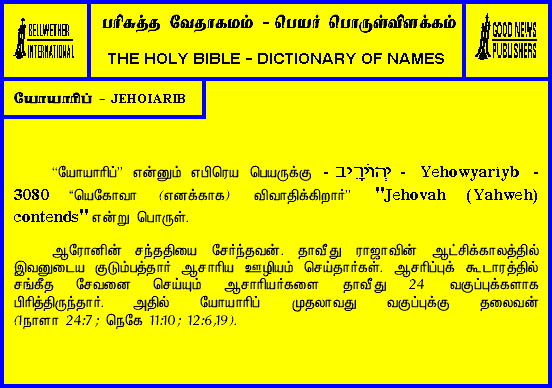 BELLWETHER
INTERNATIONAL
பரிசுத்த வேதாகமம் - பெயர் பொருள்விளக்கம்
THE HOLY BIBLE - DICTIONARY OF NAMES
GOOD NEWS
PUBLISHERS
யோயாரிப் - JEHOIARIB
“யோயாரிப்” என்னும் எபிரெய பெயருக்கு - יְהוֹיָרִיב - Yehowyariyb -
3080 “யெகோவா (எனக்காக) விவாதிக்கிறார்” "Jehovah (Yahweh)
contends" என்று பொருள்.
ஆரோனின் சந்ததியை சேர்ந்தவன். தாவீது ராஜாவின் ஆட்சிக்காலத்தில்
இவனுடைய குடும்பத்தார் ஆசாரிய ஊழியம் செய்தார்கள். ஆசரிப்புக் கூடாரத்தில்
சங்கீத சேவனை செய்யும் ஆசாரியர்களை தாவீது 24 வகுப்புக்களாக
பிரித்திருந்தார். அதில் யோயாரிப் முதலாவது வகுப்புக்கு தலைவன்
(1நாளா 24:7; நெகே 11:10; 12:6,19).